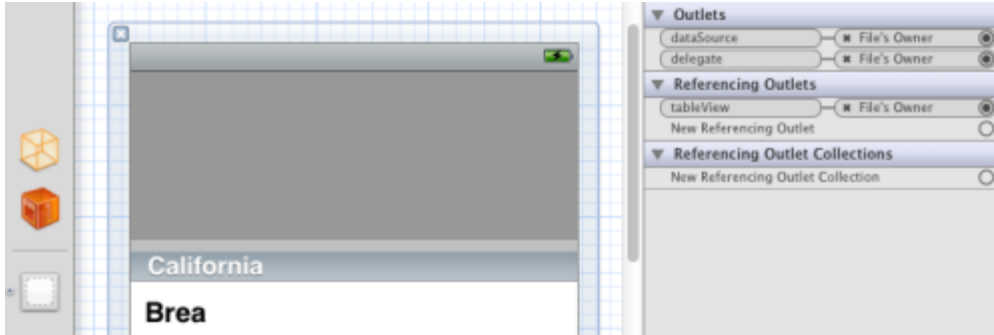 Outlets
dataSource File's Owner
delegate File's Owner
Referencing Outlets
tableView File's Owner
New Referencing Outlet
Referencing Outlet Collections
New Referencing Outlet Collection
California
Brea